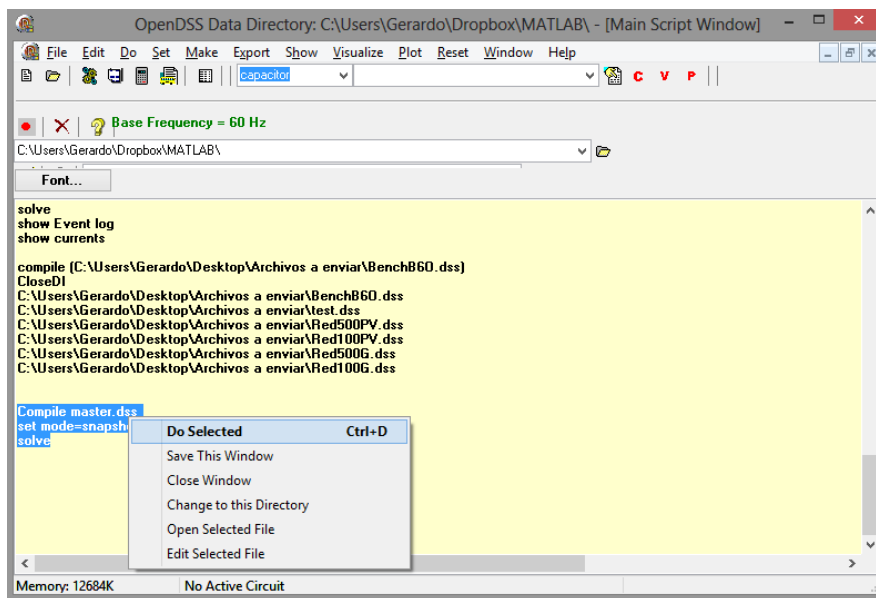 OpenDSS Data Directory: C:\Users\Gerardo\Dropbox\MATLAB\ - [Main Script Window]
File Edit Do Set Make Export Show Visualize Plot Reset Window Help
capacitor
C V P
Base Frequency = 60 Hz
C:\Users\Gerardo\Dropbox\MATLAB\
Font...
solve
show Event log
show currents
compile (C:\Users\Gerardo\Desktop\Archivos a enviar\BenchB60.dss)
CloseDI
C:\Users\Gerardo\Desktop\Archivos a enviar\BenchB60.dss
C:\Users\Gerardo\Desktop\Archivos a enviar\test.dss
C:\Users\Gerardo\Desktop\Archivos a enviar\Red500PV.dss
C:\Users\Gerardo\Desktop\Archivos a enviar\Red100PV.dss
C:\Users\Gerardo\Desktop\Archivos a enviar\Red500G.dss
C:\Users\Gerardo\Desktop\Archivos a enviar\Red100G.dss
Compile master.dss
set mode=snapsh
solve
Do Selected Ctrl+D
Save This Window
Close Window
Change to this Directory
Open Selected File
Edit Selected File
Memory: 12684K No Active Circuit